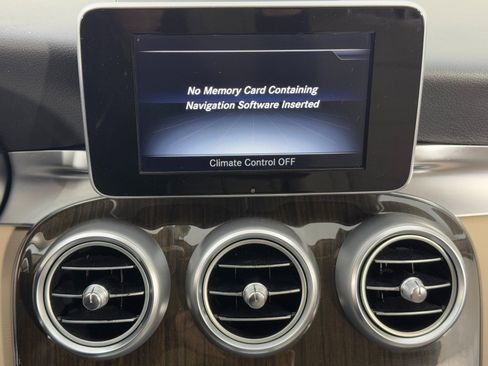 No Memory Card Containing
Navigation Software Inserted
Climate Control OFF